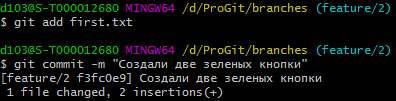 d103@S-T000012680 MINGW64 /d/ProGit/branches (feature/2)
$ git add first.txt
d103@S-T000012680 MINGW64 /d/ProGit/branches (feature/2)
$ git commit -m "Создали две зеленых кнопки"
[feature/2 f3fc0e9] Создали две зеленых кнопки
1 file changed, 2 insertions(+)